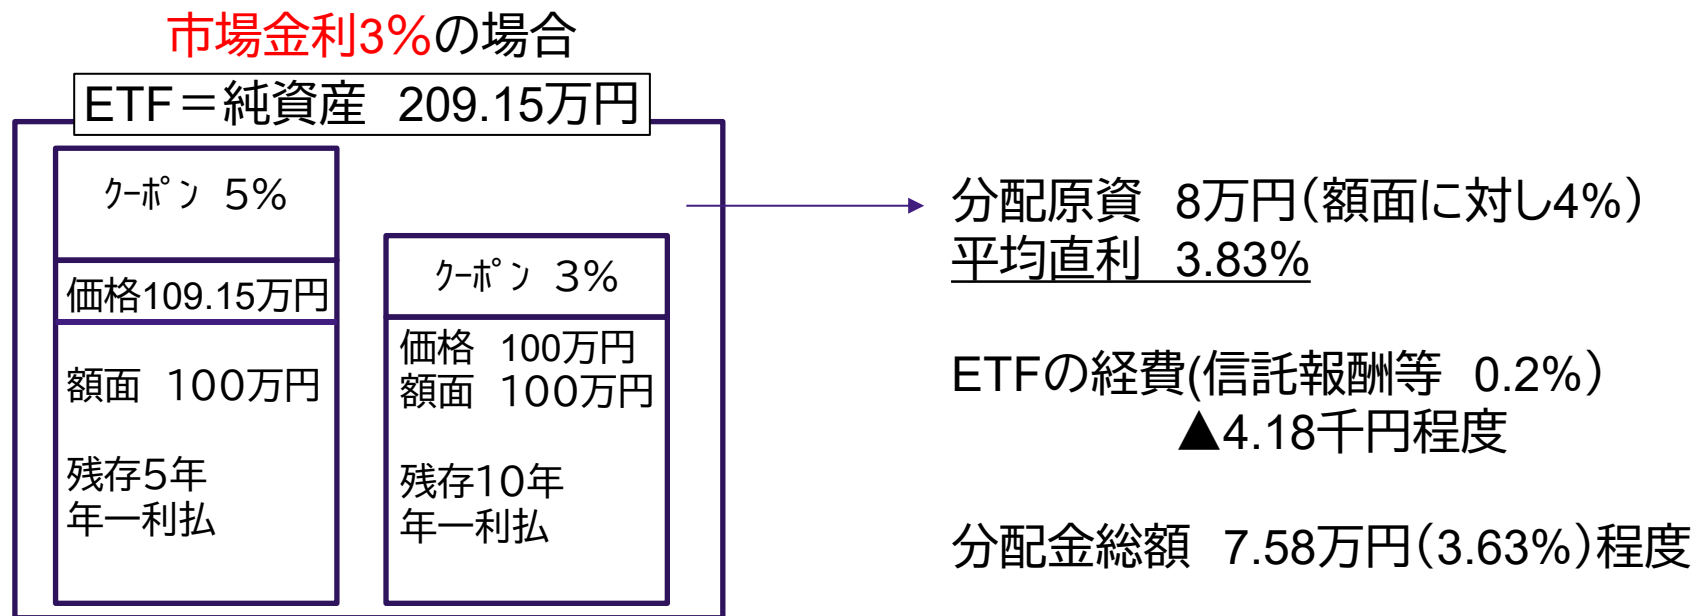 市場金利3％の場合
ETF＝純資産　209.15万円
ｸｰﾎﾟﾝ 5%
価格109.15万円
額面 100万円
残存5年
年一利払
ｸｰﾎﾟﾝ 3%
価格 100万円
額面 100万円
残存10年
年一利払
分配原資　8万円（額面に対し4%）
平均直利　3.83%
ETFの経費(信託報酬等　0.2%）
▲4.18千円程度
分配金総額　7.58万円（3.63%）程度